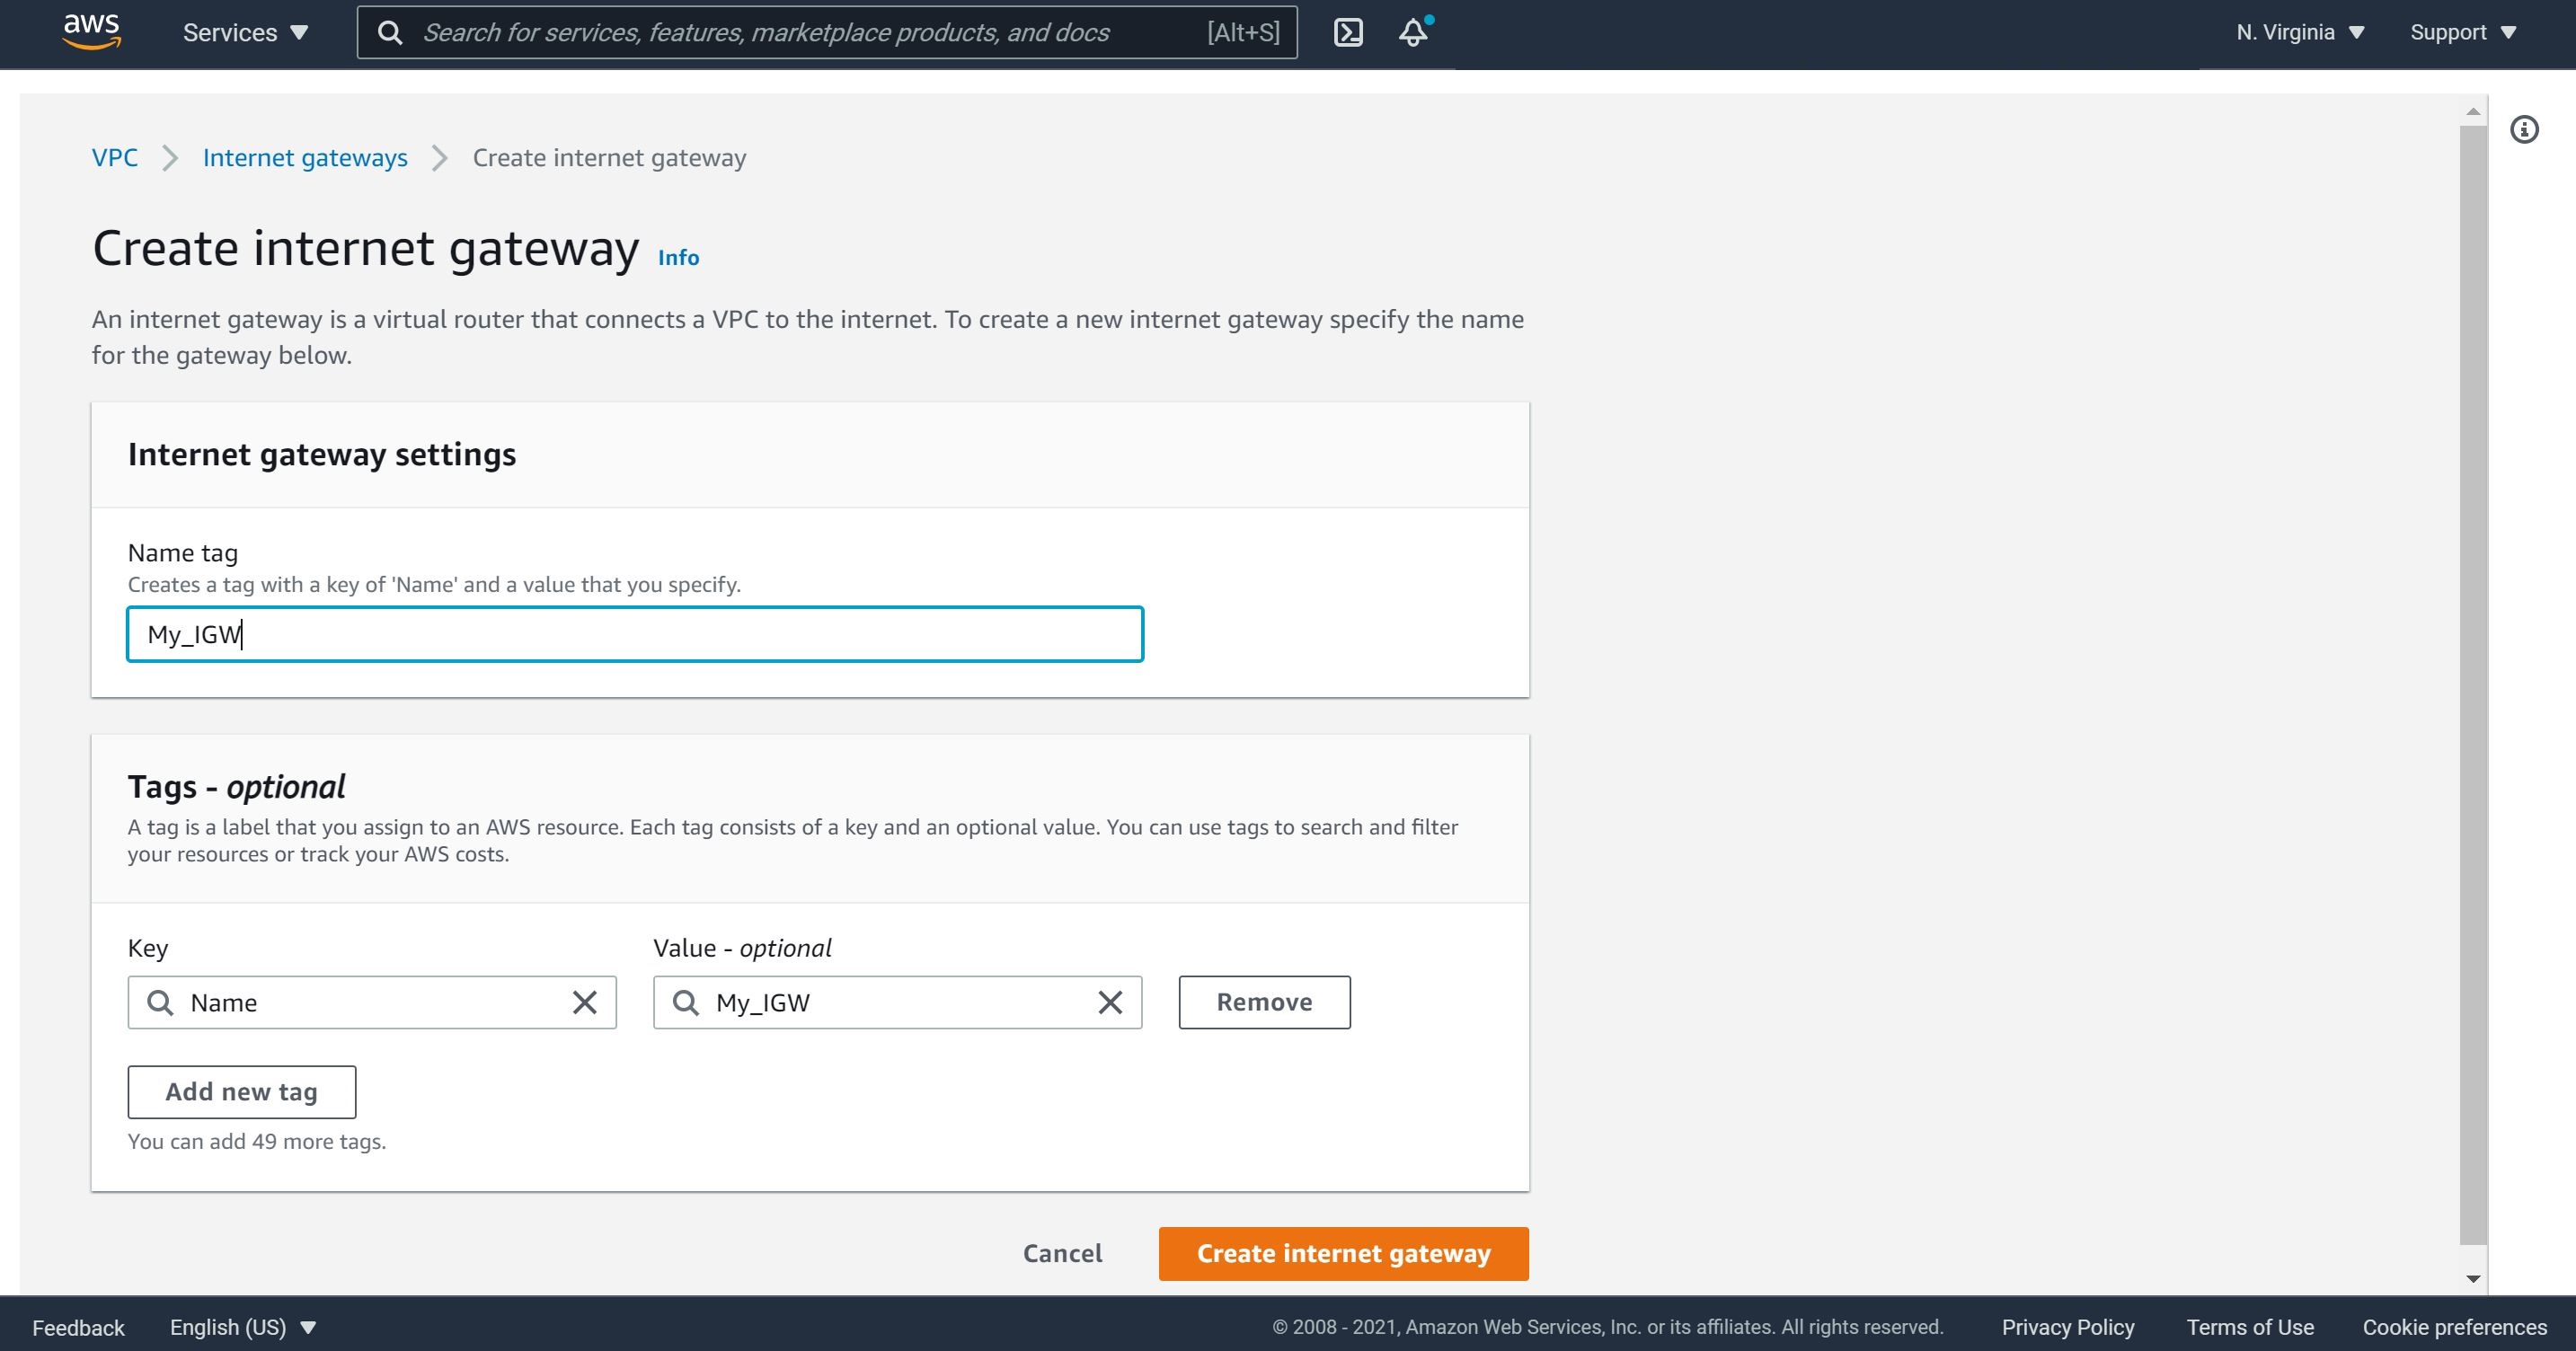 aws Services Search for services, features, marketplace products, and docs [Alt+S] N. Virginia Support
VPC Internet gateways Create internet gateway
Create internet gateway Info
An internet gateway is a virtual router that connects a VPC to the internet. To create a new internet gateway specify the name
for the gateway below.
Internet gateway settings
Name tag
Creates a tag with a key of 'Name' and a value that you specify.
My_IGW
Tags - optional
A tag is a label that you assign to an AWS resource. Each tag consists of a key and an optional value. You can use tags to search and filter
your resources or track your AWS costs.
Key Value - optional
Name My_IGW Remove
Add new tag
You can add 49 more tags.
Cancel Create internet gateway
Feedback English (US) © 2008 - 2021, Amazon Web Services, Inc. or its affiliates. All rights reserved. Privacy Policy Terms of Use Cookie preferences